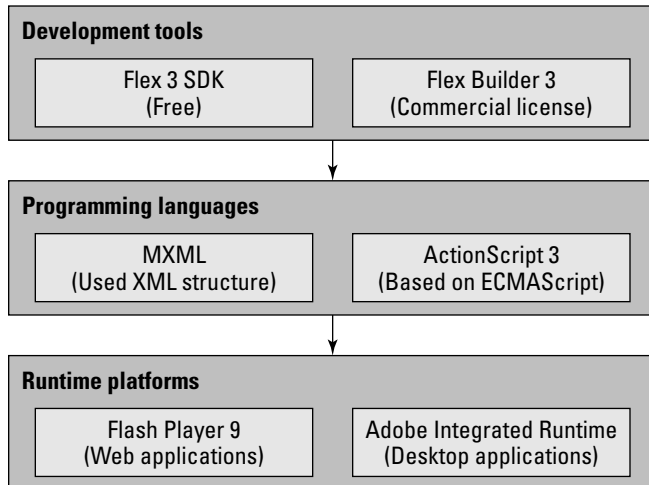 Development tools
Flex 3 SDK
(Free)
Flex Builder 3
(Commercial license)
Programming languages
MXML
(Used XML structure)
ActionScript 3
(Based on ECMAScript)
Runtime platforms
Flash Player 9
(Web applications)
Adobe Integrated Runtime
(Desktop applications)